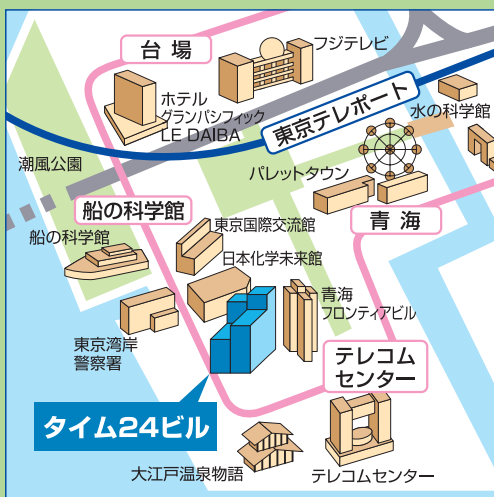 台場
フジテレビ
ホテル
グランパシフィック
LE DAIBA
東京テレポート
水の科学館
潮風公園
パレットタウン
船の科学館
青海
東京国際交流館
船の科学館
日本化学未来館
青海
フロンティアビル
東京湾岸
警察署
テレコム
センター
タイム24ビル
大江戸温泉物語
テレコムセンター